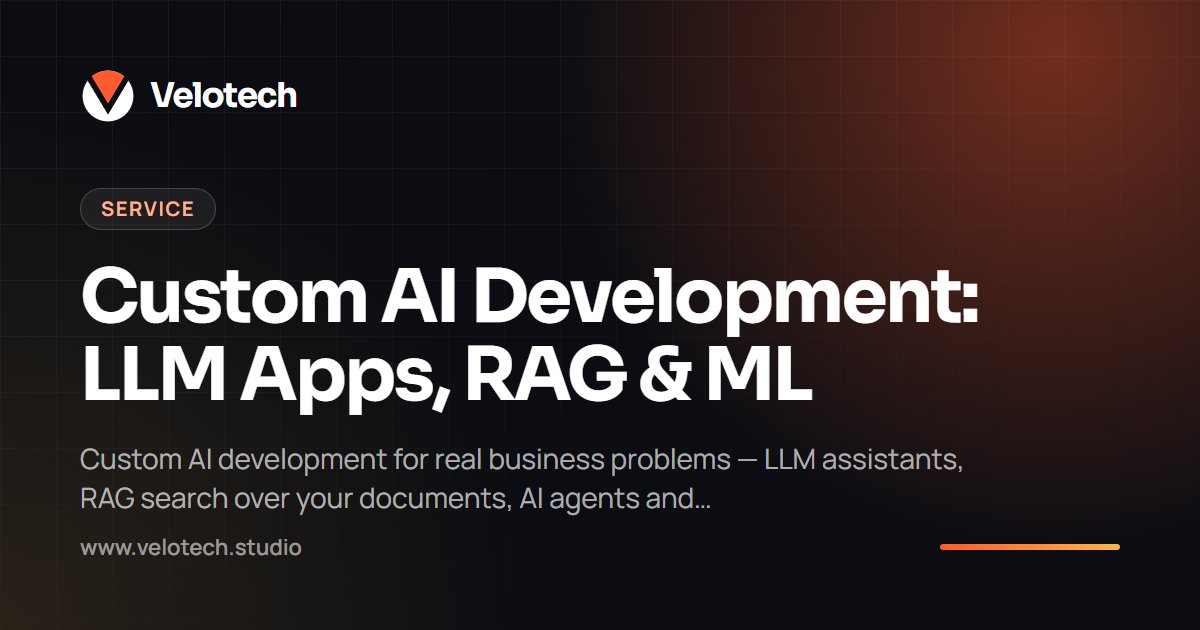 Velotech
SERVICE
Custom AI Development:
LLM Apps, RAG & ML
Custom AI development for real business problems — LLM assistants,
RAG search over your documents, AI agents and…
www.velotech.studio